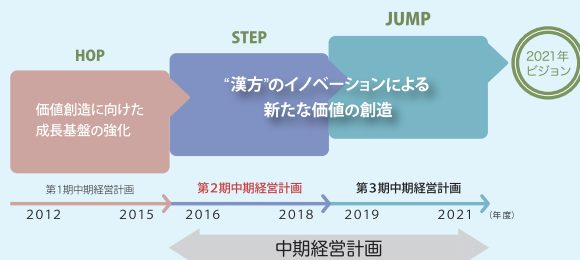 HOP
STEP
JUMP
2021年
ビジョン
価値創造に向けた
成長基盤の強化
“漢方”のイノベーションによる
新たな価値の創造
第1期中期経営計画
第2期中期経営計画
第3期中期経営計画
2012 2015 2016 2018 2019 2021 (年度)
中期経営計画